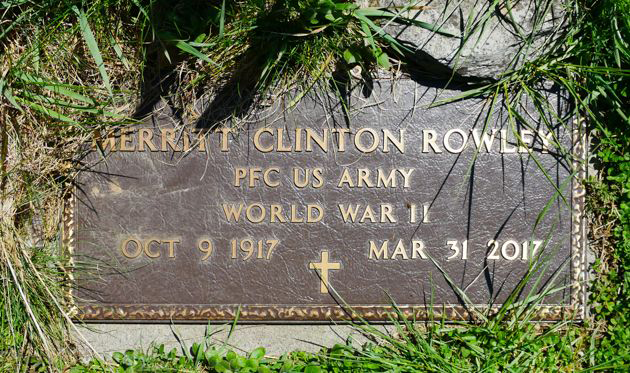 MERRITT CLINTON ROWLEY
PFC US ARMY
WORLD WAR II
OCT 9 1917 MAR 31 2017